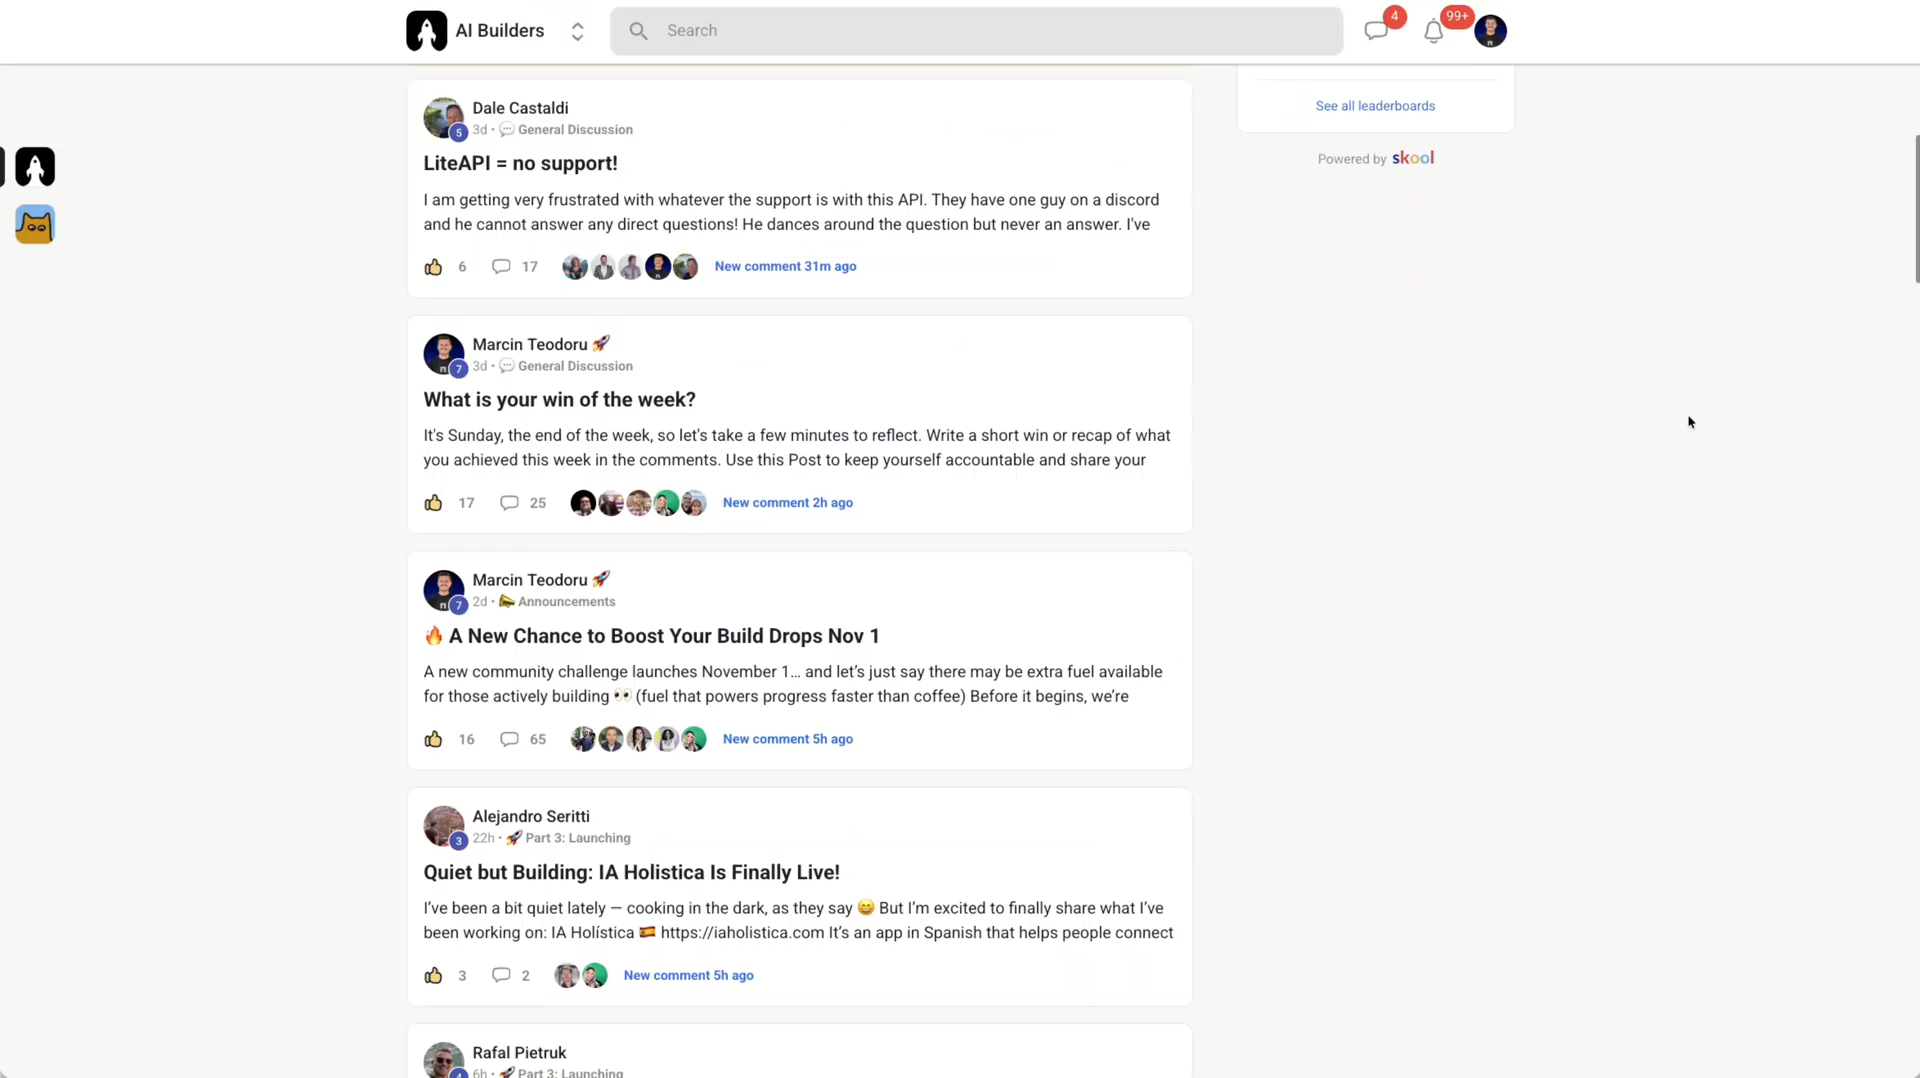 AI Builders
Search
4
99+
See all leaderboards
Powered by skool
Dale Castaldi
5
3d • General Discussion
LiteAPI = no support!
I am getting very frustrated with whatever the support is with this API. They have one guy on a discord
and he cannot answer any direct questions! He dances around the question but never an answer. I've
6 17 New comment 31m ago
Marcin Teodoru 🚀
7
3d • General Discussion
What is your win of the week?
It's Sunday, the end of the week, so let's take a few minutes to reflect. Write a short win or recap of what
you achieved this week in the comments. Use this Post to keep yourself accountable and share your
17 25 New comment 2h ago
Marcin Teodoru 🚀
7
2d • Announcements
🔥 A New Chance to Boost Your Build Drops Nov 1
A new community challenge launches November 1… and let’s just say there may be extra fuel available
for those actively building 👀 (fuel that powers progress faster than coffee) Before it begins, we’re
16 65 New comment 5h ago
Alejandro Seritti
3
22h • 🚀 Part 3: Launching
Quiet but Building: IA Holistica Is Finally Live!
I’ve been a bit quiet lately — cooking in the dark, as they say 😄 But I’m excited to finally share what I’ve
been working on: IA Holística 🇪🇸 https://iaholistica.com It’s an app in Spanish that helps people connect
3 2 New comment 5h ago
Rafal Pietruk
6h • 🚀 Part 3: Launching